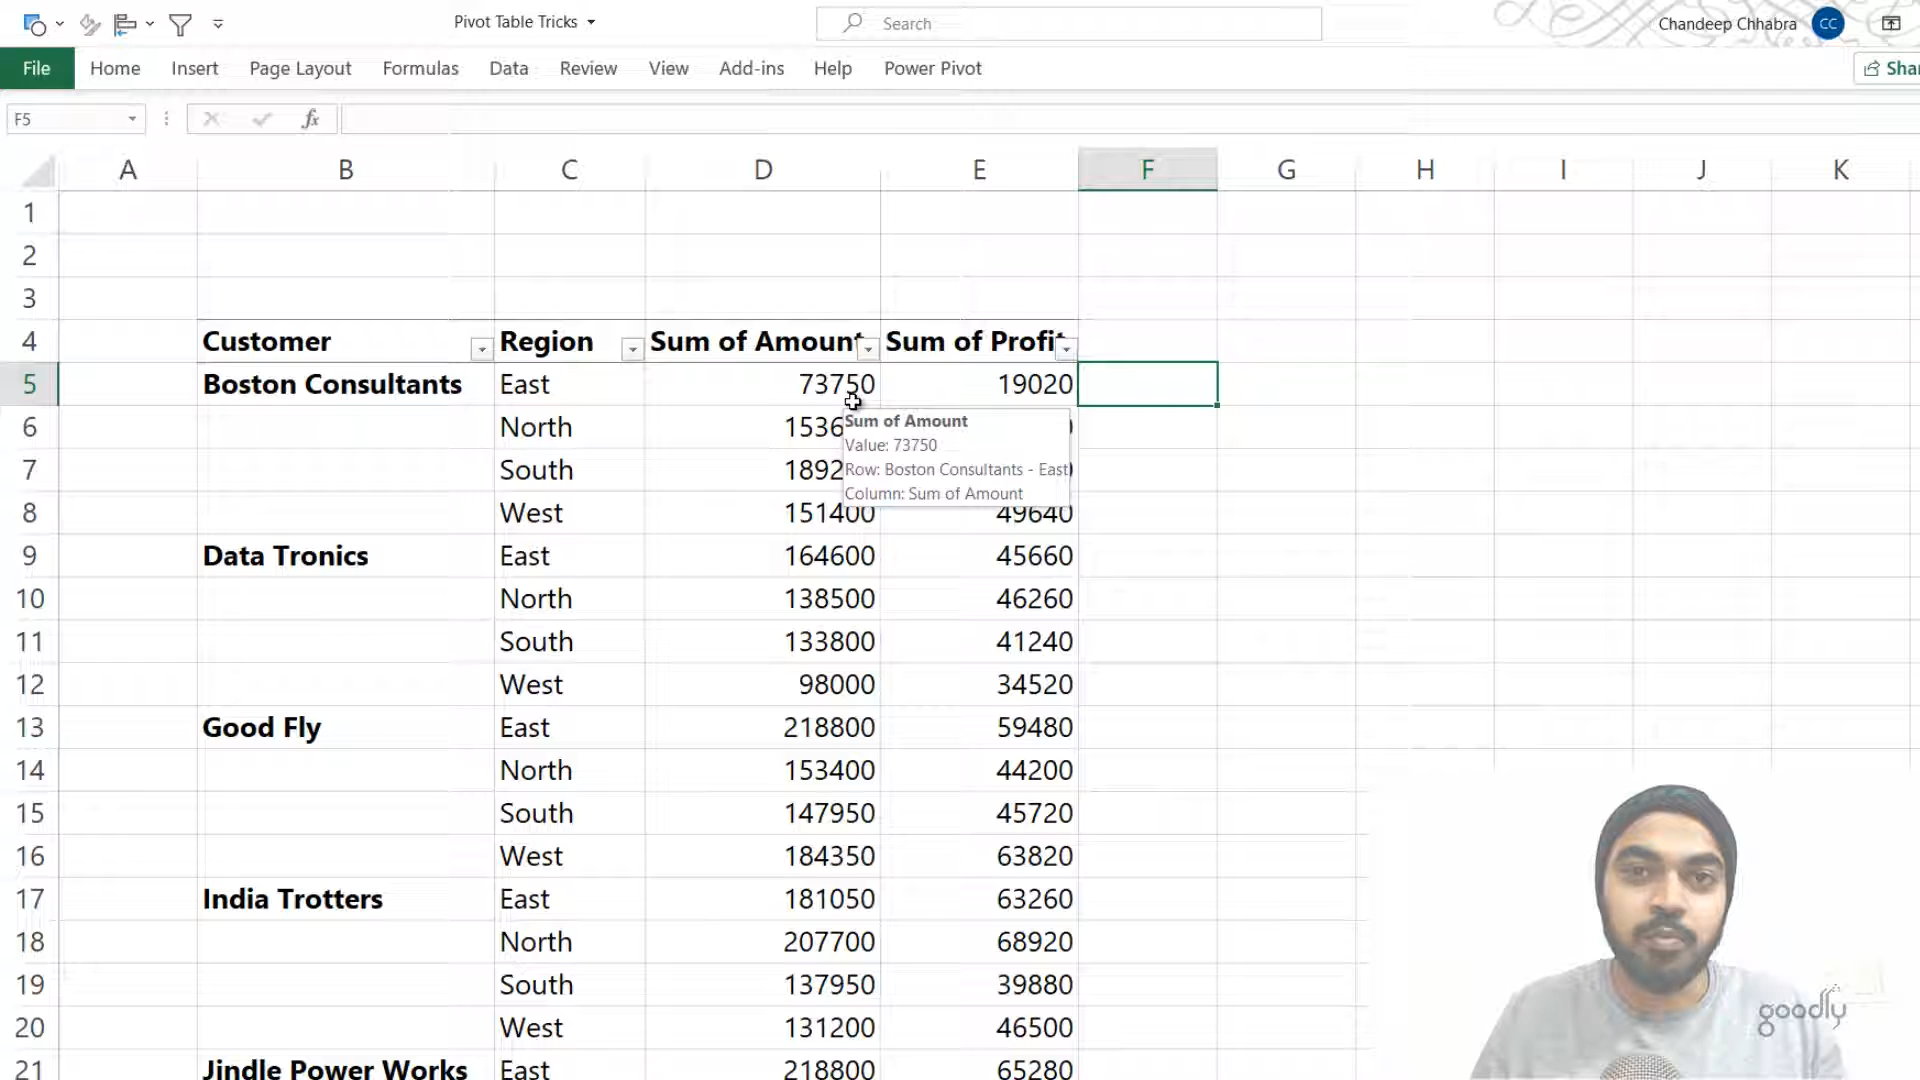 Pivot Table Tricks
Search
Chandeep Chhabra CC
File Home Insert Page Layout Formulas Data Review View Add-ins Help Power Pivot
F5 fx
A B C D E F G H I J K
1
2
3
4 Customer Region Sum of Amount Sum of Profit
5 Boston Consultants East 73750 19020
6 North
Sum of Amount
Value: 73750
7 South
Row: Boston Consultants - East
Column: Sum of Amount
8 West 151400 49640
9 Data Tronics East 164600 45660
10 North 138500 46260
11 South 133800 41240
12 West 98000 34520
13 Good Fly East 218800 59480
14 North 153400 44200
15 South 147950 45720
16 West 184350 63820
17 India Trotters East 181050 63260
18 North 207700 68920
19 South 137950 39880
20 West 131200 46500
21 Jindle Power Works East 218800 65280
goodly